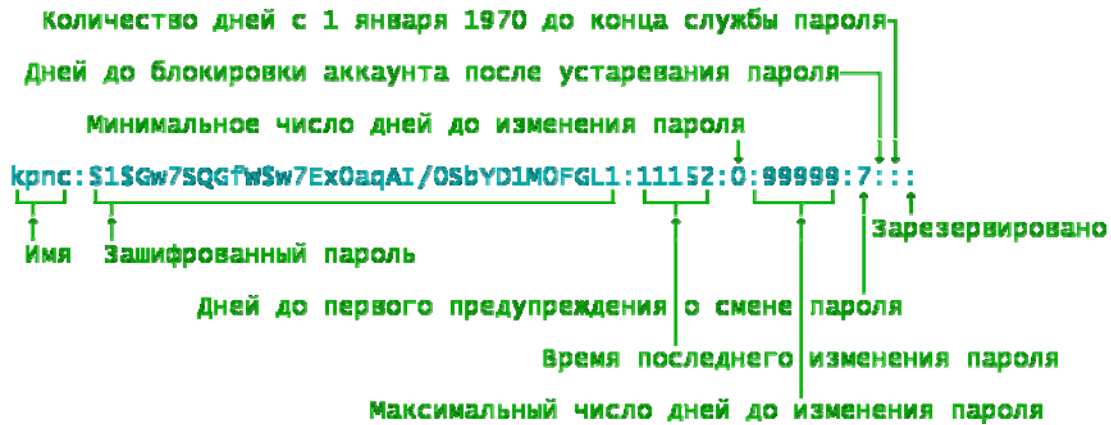 Количество дней с 1 января 1970 до конца службы пароля
Дней до блокировки аккаунта после устаревания пароля
Минимальное число дней до изменения пароля
kpnc:$1$Gw7SQGfW$w7Ex0aqAI/0SbYD1M0FGL1:11152:0:99999:7:::
Зарезервировано
Имя Зашифрованный пароль
Дней до первого предупреждения о смене пароля
Время последнего изменения пароля
Максимальный число дней до изменения пароля